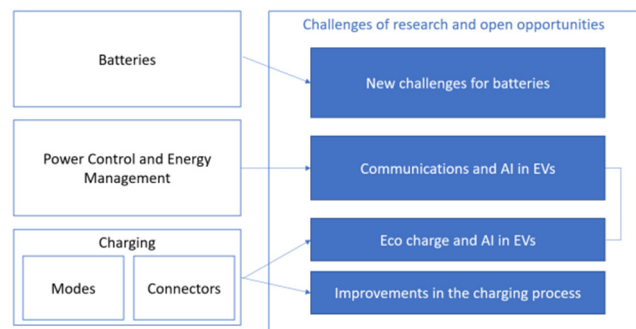 Challenges of research and open opportunities
Batteries
New challenges for batteries
Power Control and Energy
Management
Communications and AI in EVs
Charging
Modes
Connectors
Eco charge and AI in EVs
Improvements in the charging process